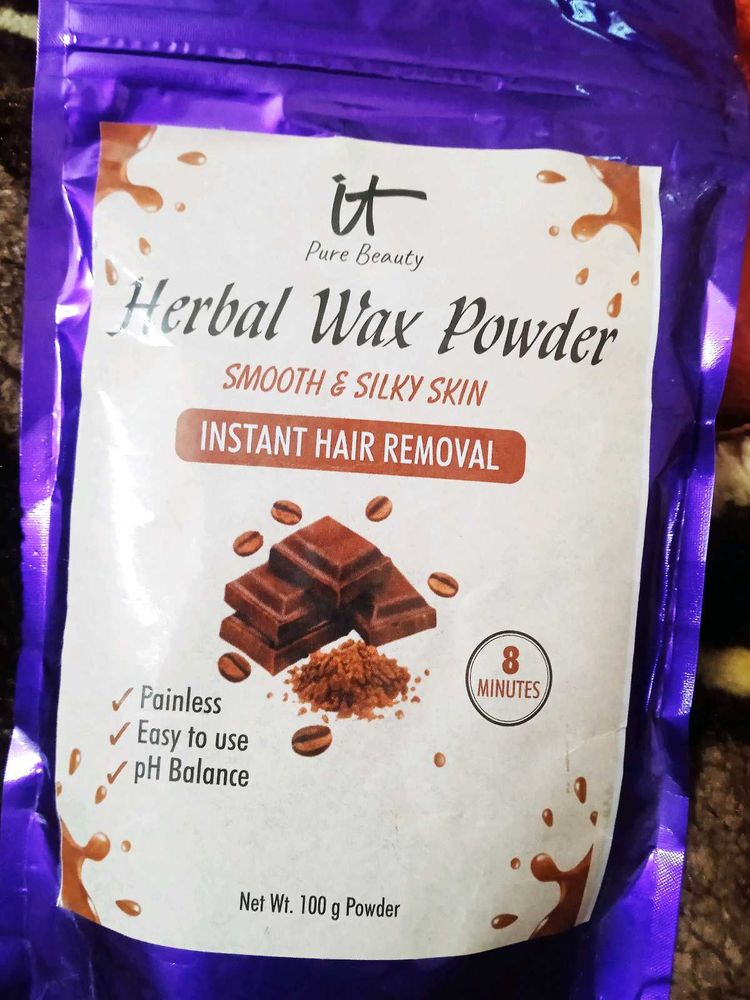 it
Pure Beauty
Herbal Wax Powder
SMOOTH & SILKY SKIN
INSTANT HAIR REMOVAL
8
MINUTES
✓ Painless
✓ Easy to use
✓ pH Balance
Net Wt. 100 g Powder